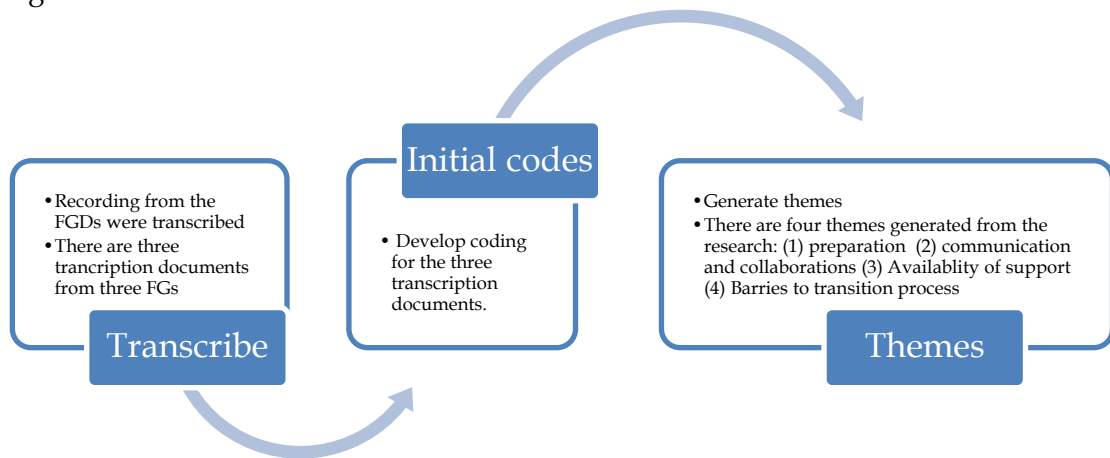 •Recording from the
FGDs were transcribed
•There are three
trancription documents
from three FGs
Transcribe
Initial codes
• Develop coding
for the three
transcription
documents.
•Generate themes
•There are four themes generated from the
research: (1) preparation (2) communication
and collaborations (3) Availablity of support
(4) Barries to transition process
Themes